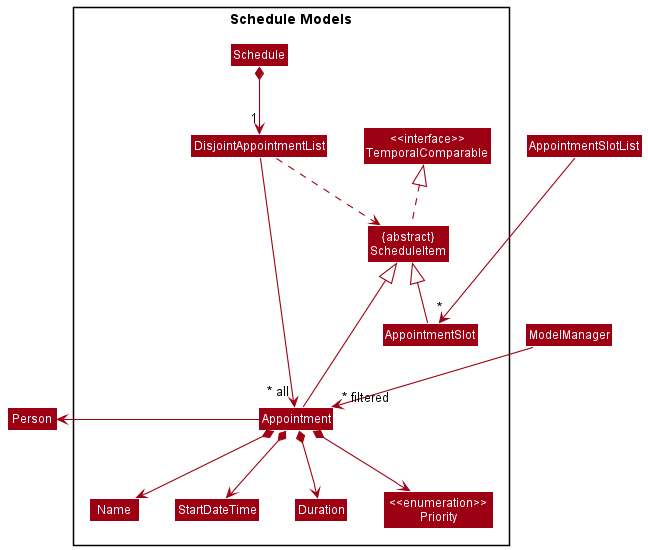 Schedule Models
Schedule
1
DisjointAppointmentList
<<interface>>
TemporalComparable
AppointmentSlotList
{abstract}
ScheduleItem
*
AppointmentSlot
ModelManager
* all
* filtered
Person
Appointment
Name
StartDateTime
Duration
<<enumeration>>
Priority